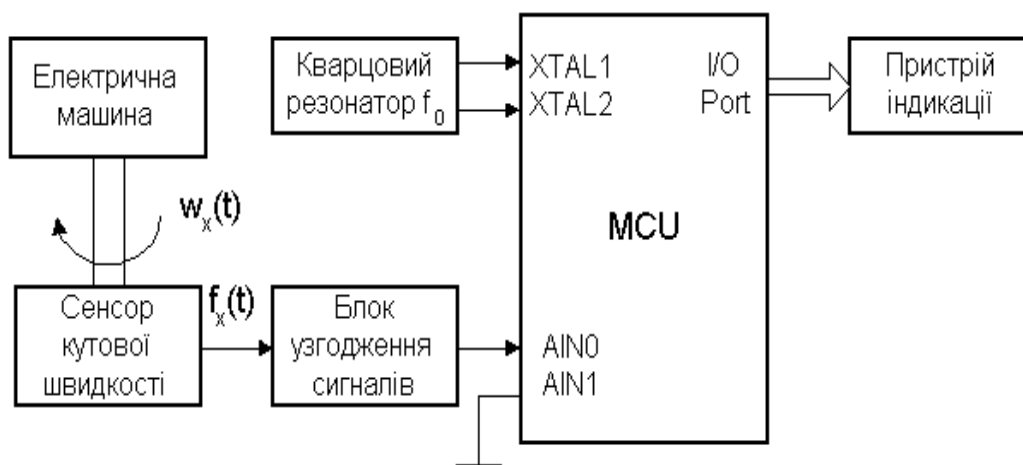 Електрична
машина
Кварцовий
резонатор f₀
XTAL1
XTAL2
I/O
Port
Пристрій
індикації
wₓ(t)
MCU
Сенсор
кутової
швидкості
fₓ(t)
Блок
узгодження
сигналів
AIN0
AIN1